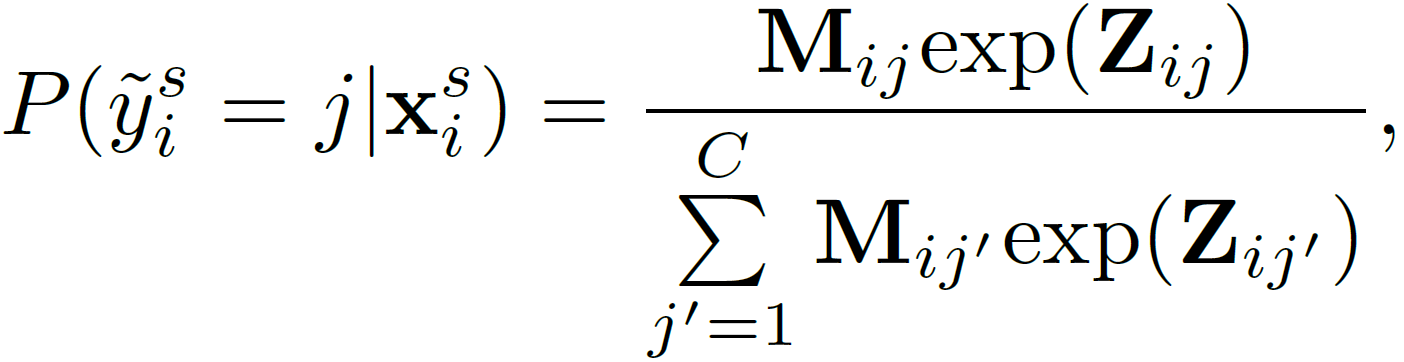 P(\tilde{y}_i^s = j|\mathbf{x}_i^s) = \frac{\mathbf{M}_{ij}\exp(\mathbf{Z}_{ij})}{\sum_{j'=1}^{C} \mathbf{M}_{ij'}\exp(\mathbf{Z}_{ij'})},